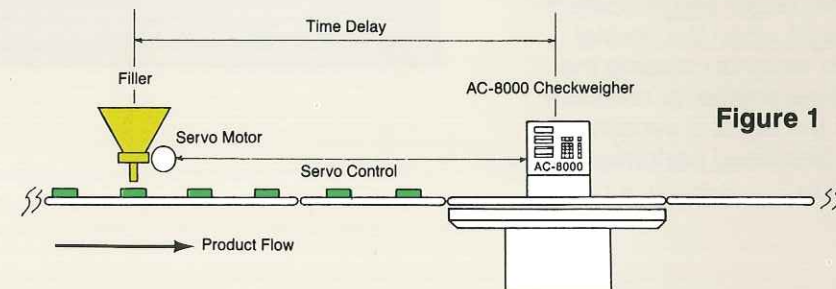 Time Delay
Filler
AC-8000 Checkweigher
Figure 1
Servo Motor
Servo Control
AC-8000
Product Flow